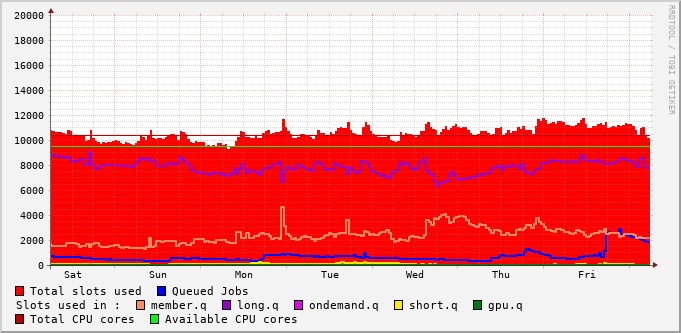 20000
18000
16000
14000
12000
10000
8000
6000
4000
2000
0
Sat Sun Mon Tue Wed Thu Fri
Total slots used Queued Jobs
Slots used in : member.q long.q ondemand.q short.q gpu.q
Total CPU cores Available CPU cores
RRDTOOL / TOBI OETIKER